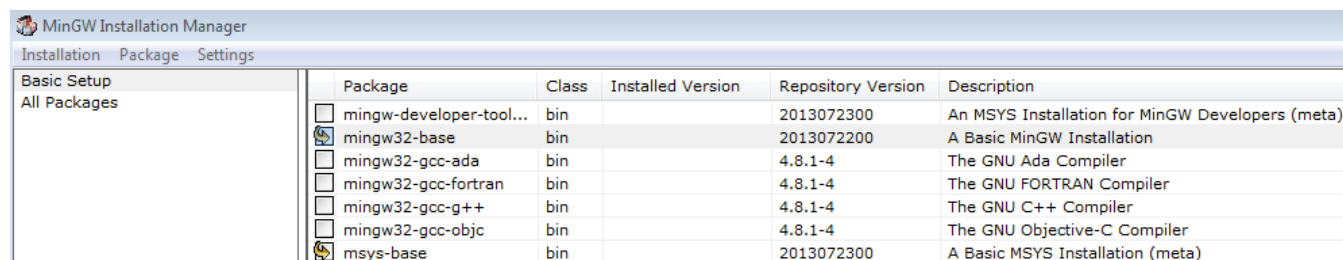 MinGW Installation Manager
Installation Package Settings
Basic Setup
All Packages
Package Class Installed Version Repository Version Description
mingw-developer-tool... bin 2013072300 An MSYS Installation for MinGW Developers (meta)
mingw32-base bin 2013072200 A Basic MinGW Installation
mingw32-gcc-ada bin 4.8.1-4 The GNU Ada Compiler
mingw32-gcc-fortran bin 4.8.1-4 The GNU FORTRAN Compiler
mingw32-gcc-g++ bin 4.8.1-4 The GNU C++ Compiler
mingw32-gcc-objc bin 4.8.1-4 The GNU Objective-C Compiler
msys-base bin 2013072300 A Basic MSYS Installation (meta)